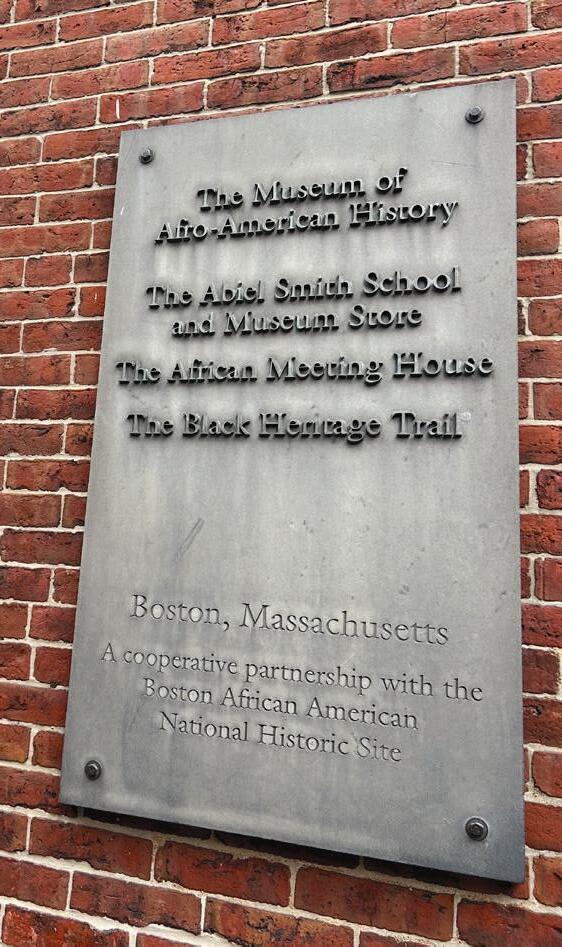 The Museum of
Afro-American History
The Abiel Smith School
and Museum Store
The African Meeting House
The Black Heritage Trail
Boston, Massachusetts
A cooperative partnership with the
Boston African American
National Historic Site